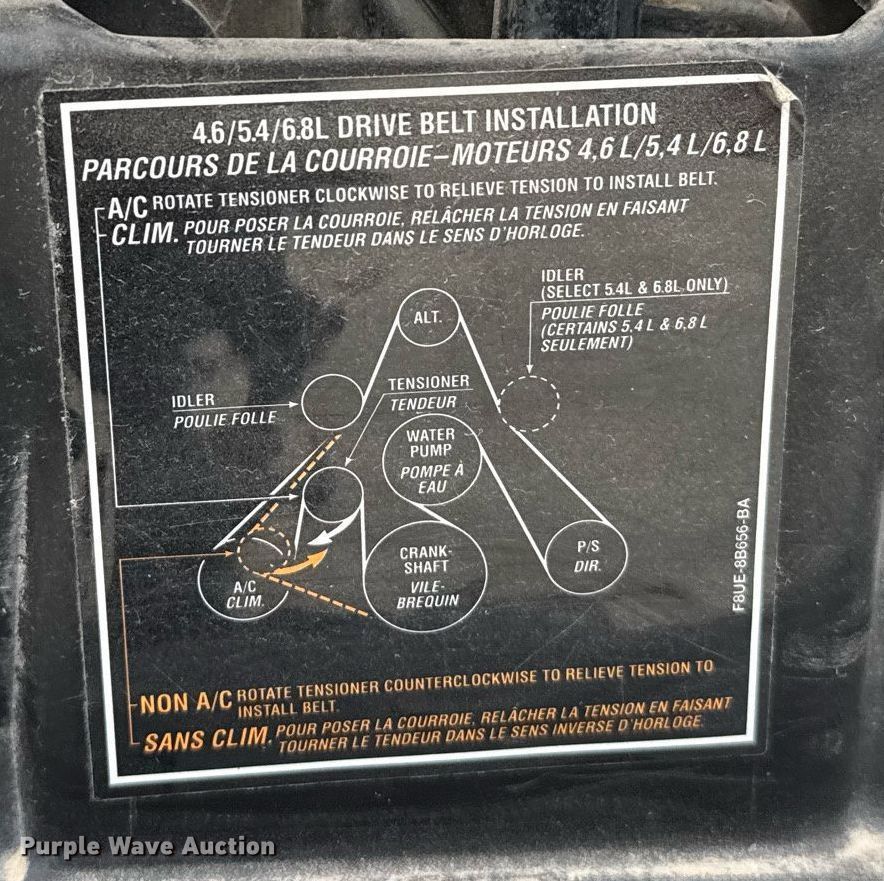 4.6/5.4/6.8L DRIVE BELT INSTALLATION
PARCOURS DE LA COURROIE–MOTEURS 4,6 L/5,4 L/6,8 L
A/C ROTATE TENSIONER CLOCKWISE TO RELIEVE TENSION TO INSTALL BELT.
CLIM. POUR POSER LA COURROIE, RELÂCHER LA TENSION EN FAISANT
TOURNER LE TENDEUR DANS LE SENS D'HORLOGE.
IDLER
(SELECT 5.4L & 6.8L ONLY)
POULIE FOLLE
(CERTAINS 5,4 L & 6,8 L
SEULEMENT)
ALT.
TENSIONER
TENDEUR
IDLER
POULIE FOLLE
WATER
PUMP
POMPE À
EAU
CRANK-
SHAFT
VILE-
BREQUIN
P/S
DIR.
A/C
CLIM.
F8UE-8B656-BA
NON A/C ROTATE TENSIONER COUNTERCLOCKWISE TO RELIEVE TENSION TO
INSTALL BELT.
SANS CLIM. POUR POSER LA COURROIE, RELÂCHER LA TENSION EN FAISANT
TOURNER LE TENDEUR DANS LE SENS INVERSE D'HORLOGE
Purple Wave Auction